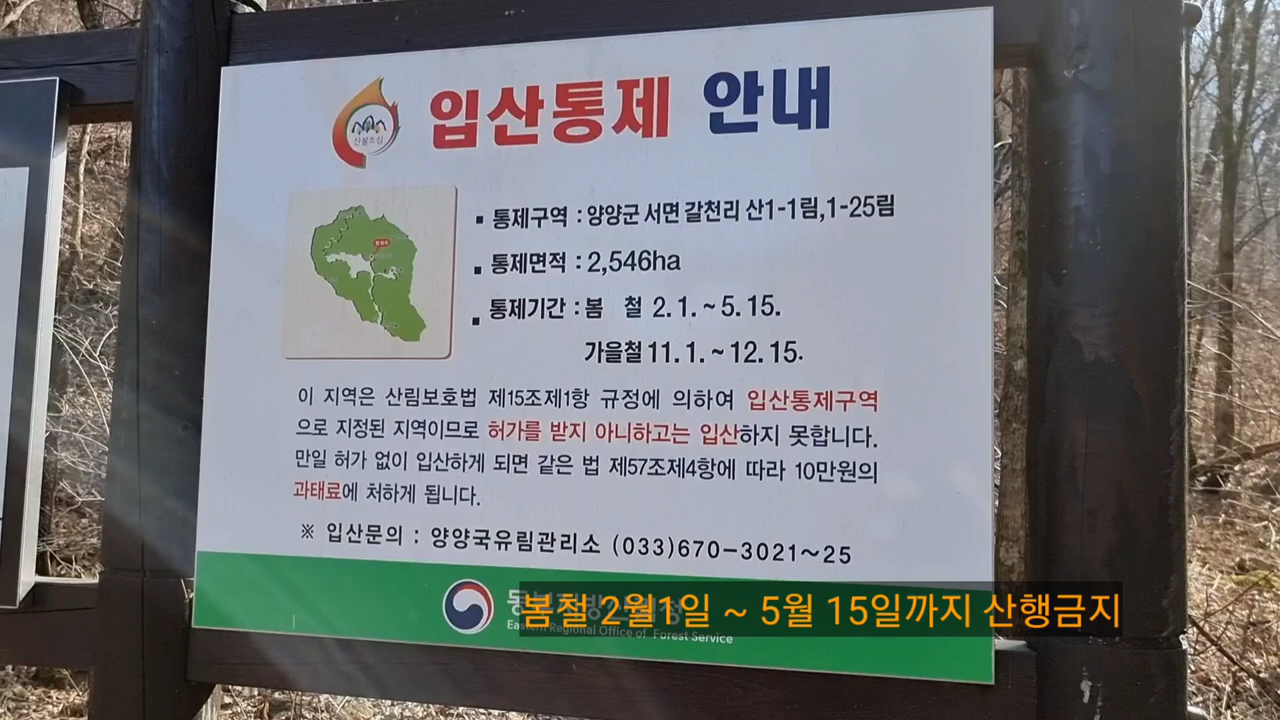 산불조심
입산통제 안내
▪ 통제구역 : 양양군 서면 갈천리 산1-1림,1-25림
▪ 통제면적 : 2,546ha
▪ 통제기간 : 봄 철 2. 1. ~ 5. 15.
가을철 11. 1. ~ 12. 15.
이 지역은 산림보호법 제15조제1항 규정에 의하여 입산통제구역
으로 지정된 지역이므로 허가를 받지 아니하고는 입산하지 못합니다.
만일 허가 없이 입산하게 되면 같은 법 제57조제4항에 따라 10만원의
과태료에 처하게 됩니다.
※ 입산문의 : 양양국유림관리소 (033)670-3021~25
동부지방산림청
Eastern Regional Office of Forest Service
봄철 2월1일 ~ 5월 15일까지 산행금지